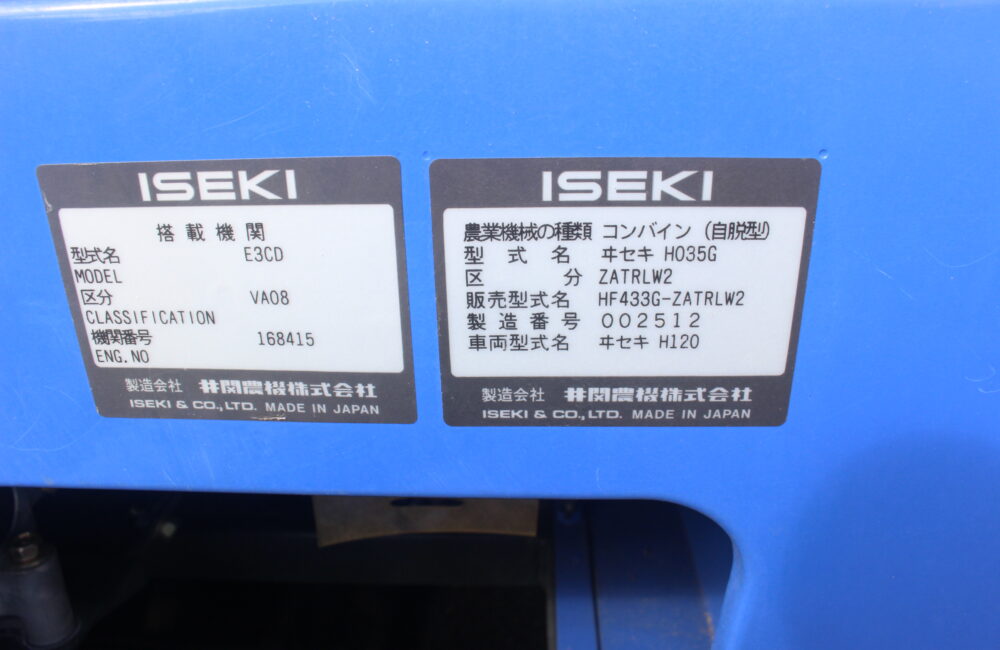 ISEKI
搭載機関
型式名 E3CD
MODEL
区分 VA08
CLASSIFICATION
機関番号 168415
ENG.NO
製造会社 井関農機株式会社
ISEKI & CO.,LTD. MADE IN JAPAN
ISEKI
農業機械の種類 コンバイン (自脱型)
型式名 ヰセキ HO35G
区分 ZATRLW2
販売型式名 HF433G-ZATRLW2
製造番号 002512
車両型式名 ヰセキ H120
製造会社 井関農機株式会社
ISEKI & CO.,LTD. MADE IN JAPAN